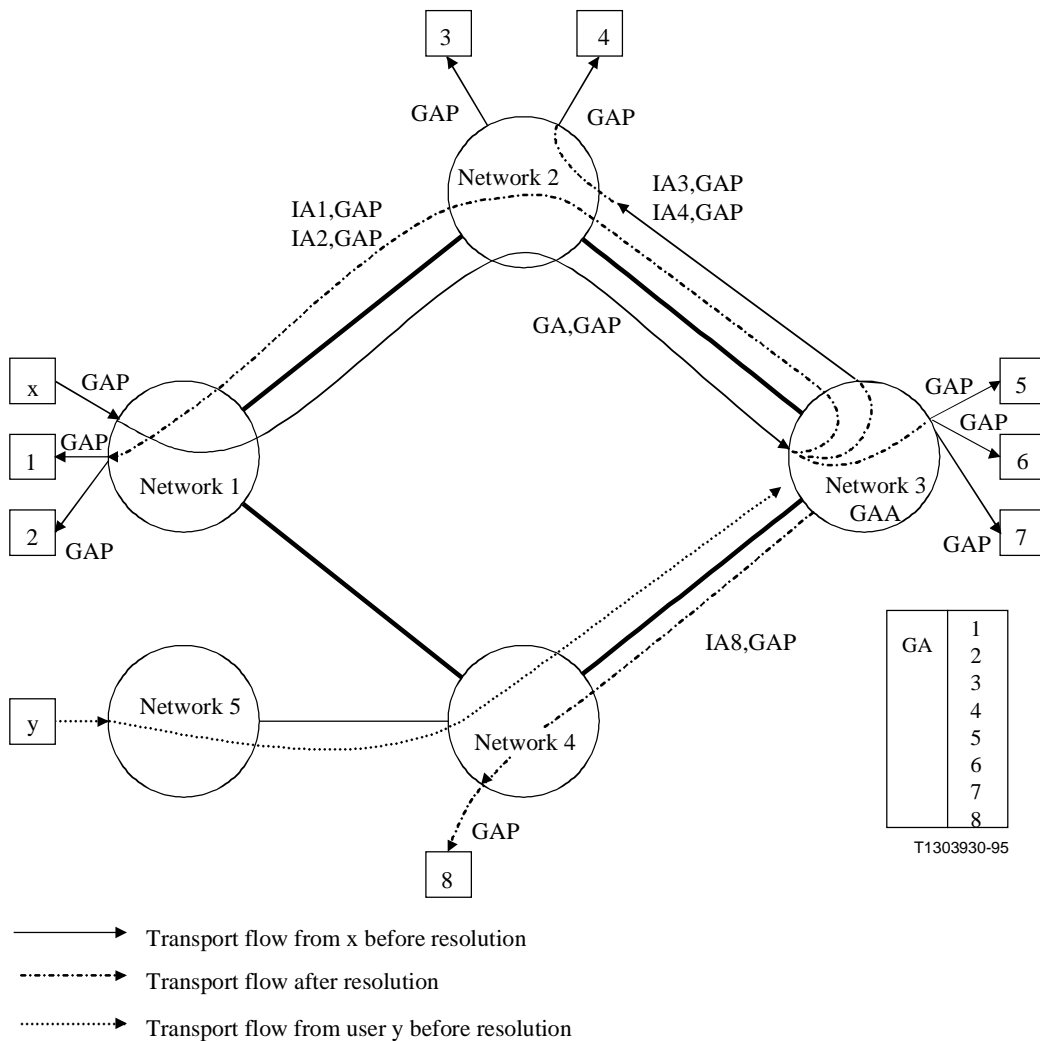 3
4
GAP
GAP
Network 2
IA1,GAP
IA2,GAP
IA3,GAP
IA4,GAP
GA,GAP
x
GAP
1
GAP
Network 1
2
GAP
GAP
5
GAP
6
Network 3
GAA
GAP
7
IA8,GAP
GA
1
2
3
4
5
6
7
8
T1303930-95
y
Network 5
Network 4
GAP
8
Transport flow from x before resolution
Transport flow after resolution
Transport flow from user y before resolution